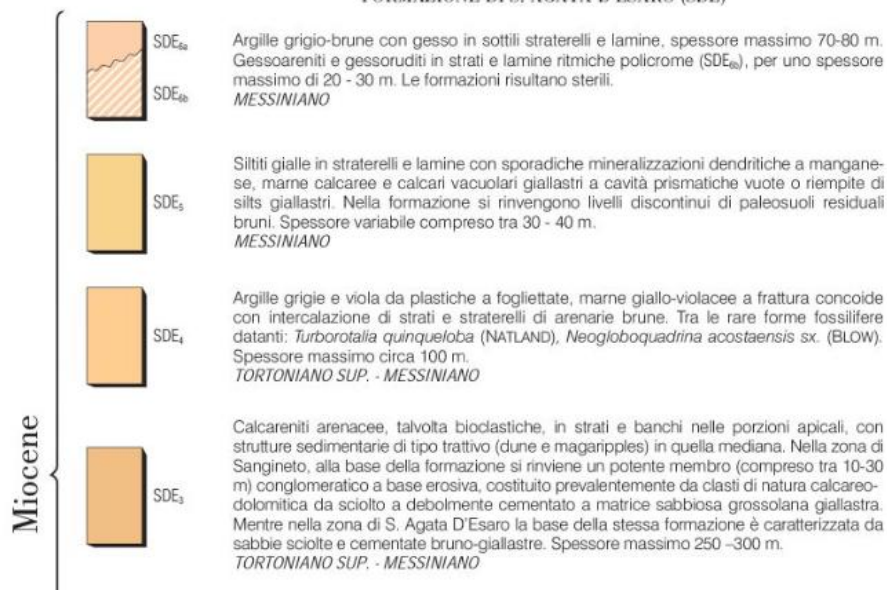 FORMAZIONE DI S. AGATA D'ESARO (SDE)
SDE6a
SDE6b
Argille grigio-brune con gesso in sottili straterelli e lamine, spessore massimo 70-80 m.
Gessoareniti e gessoruditi in strati e lamine ritmiche policrome (SDE6b), per uno spessore
massimo di 20 - 30 m. Le formazioni risultano sterili.
MESSINIANO
SDE5
Siltiti gialle in straterelli e lamine con sporadiche mineralizzazioni dendritiche a mangane-
se, marne calcaree e calcari vacuolari giallastri a cavità prismatiche vuote o riempite di
silts giallastri. Nella formazione si rinvengono livelli discontinui di paleosuoli residuali
bruni. Spessore variabile compreso tra 30 - 40 m.
MESSINIANO
SDE4
Argille grigie e viola da plastiche a fogliettate, marne giallo-violacee a frattura concoide
con intercalazione di strati e straterelli di arenarie brune. Tra le rare forme fossilifere
datanti: Turborotalia quinqueloba (NATLAND), Neogloboquadrina acostaensis sx. (BLOW).
Spessore massimo circa 100 m.
TORTONIANO SUP. - MESSINIANO
Miocene
SDE3
Calcareniti arenacee, talvolta bioclastiche, in strati e banchi nelle porzioni apicali, con
strutture sedimentarie di tipo trattivo (dune e magaripples) in quella mediana. Nella zona di
Sangineto, alla base della formazione si rinviene un potente membro (compreso tra 10-30
m) conglomeratico a base erosiva, costituito prevalentemente da clasti di natura calcareo-
dolomitica da sciolto a debolmente cementato a matrice sabbiosa grossolana giallastra.
Mentre nella zona di S. Agata D'Esaro la base della stessa formazione è caratterizzata da
sabbie sciolte e cementate bruno-giallastre. Spessore massimo 250 –300 m.
TORTONIANO SUP. - MESSINIANO